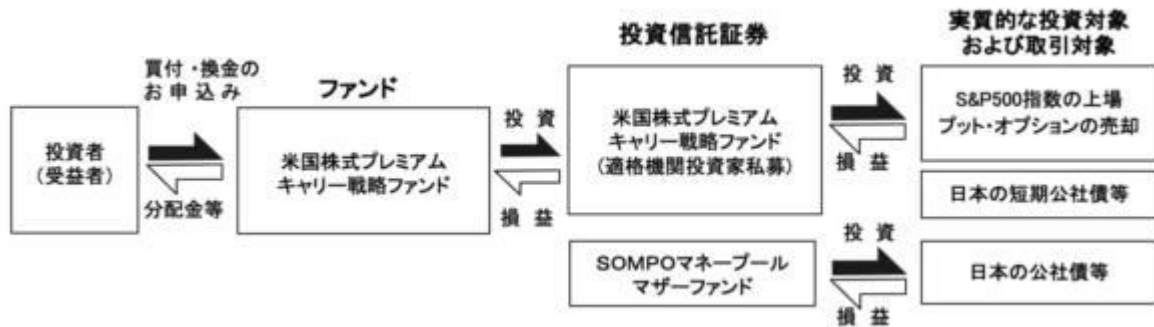 投資信託証券
実質的な投資対象
および取引対象
買付・換金の
お申込み
ファンド
投資者
(受益者)
分配金等
米国株式プレミアム
キャリー戦略ファンド
投 資
損 益
米国株式プレミアム
キャリー戦略ファンド
(適格機関投資家私募)
投 資
損 益
S&P500指数の上場
プット・オプションの売却
日本の短期公社債等
SOMPOマネープール
マザーファンド
投 資
損 益
日本の公社債等